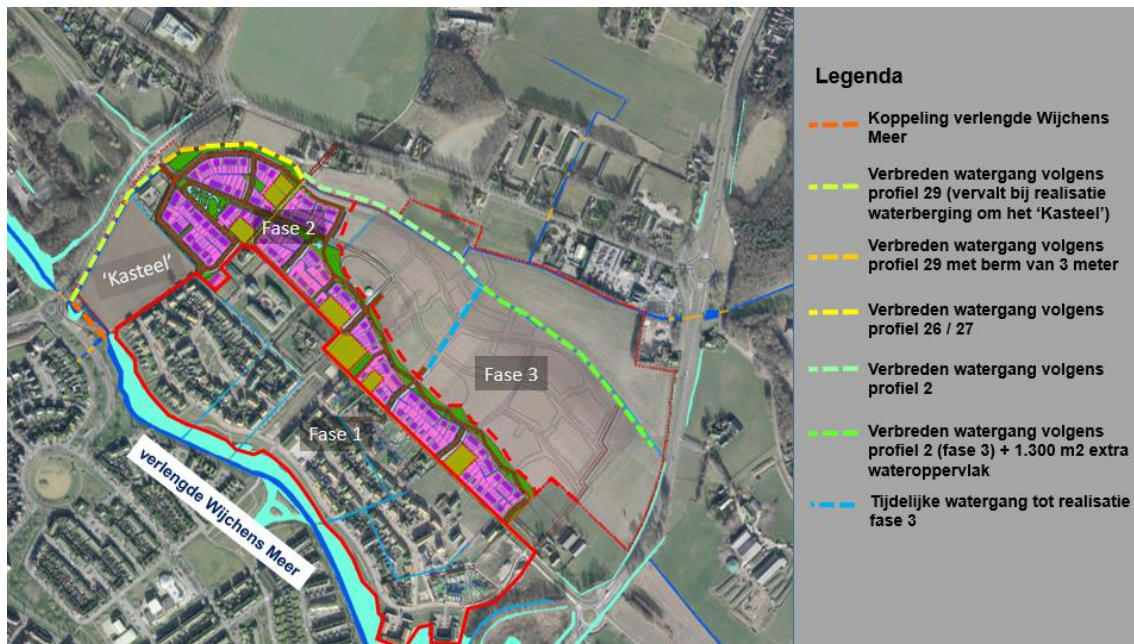 'Kasteel'
Fase 2
Fase 3
Fase 1
verlengde Wijchens Meer
Legenda
Koppeling verlengde Wijchens
Meer
Verbreden watergang volgens
profiel 29 (vervalt bij realisatie
waterberging om het 'Kasteel')
Verbreden watergang volgens
profiel 29 met berm van 3 meter
Verbreden watergang volgens
profiel 26 / 27
Verbreden watergang volgens
profiel 2
Verbreden watergang volgens
profiel 2 (fase 3) + 1.300 m2 extra
wateroppervlak
Tijdelijke watergang tot realisatie
fase 3